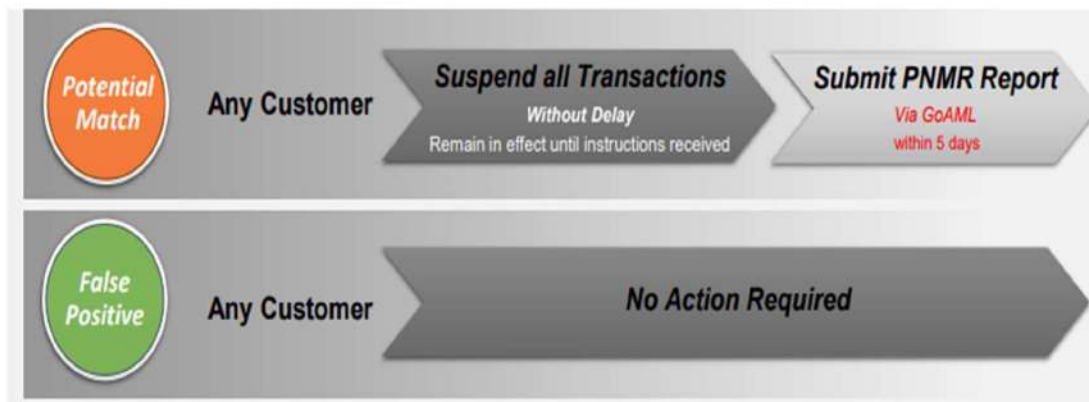 Potential
Match
Any Customer
Suspend all Transactions
Without Delay
Remain in effect until instructions received
Submit PNMR Report
Via GoAML
within 5 days
False
Positive
Any Customer
No Action Required